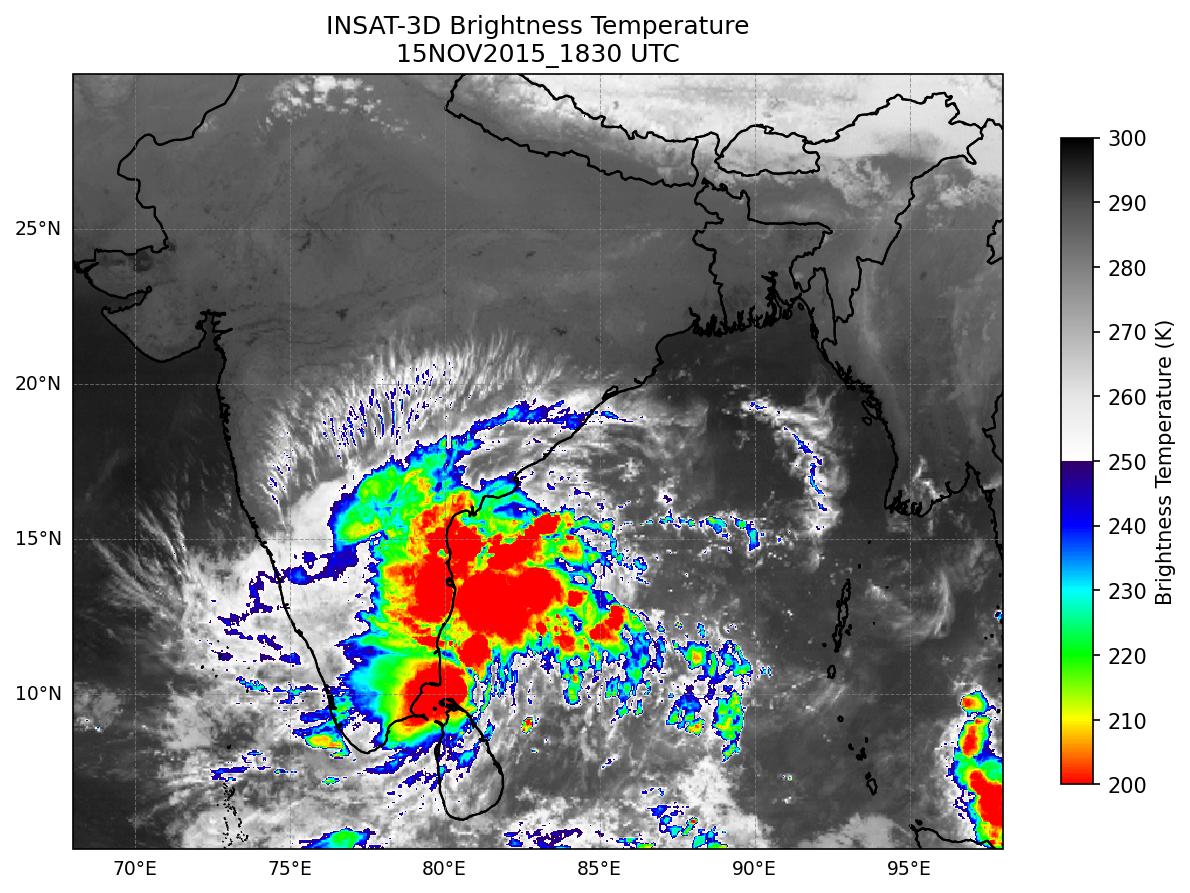 INSAT-3D Brightness Temperature
15NOV2015_1830 UTC
25°N
20°N
15°N
10°N
70°E
75°E
80°E
85°E
90°E
95°E
300
290
280
270
260
250
240
230
220
210
200
Brightness Temperature (K)